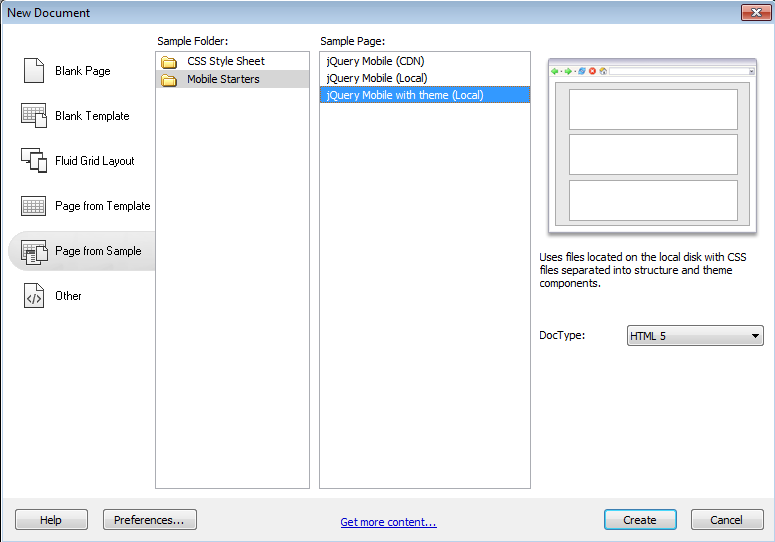 New Document
Blank Page
Blank Template
Fluid Grid Layout
Page from Template
Page from Sample
Other
Sample Folder:
CSS Style Sheet
Mobile Starters
Sample Page:
jQuery Mobile (CDN)
jQuery Mobile (Local)
jQuery Mobile with theme (Local)
Uses files located on the local disk with CSS
files separated into structure and theme
components.
DocType:
HTML 5
Help
Preferences...
Get more content...
Create
Cancel